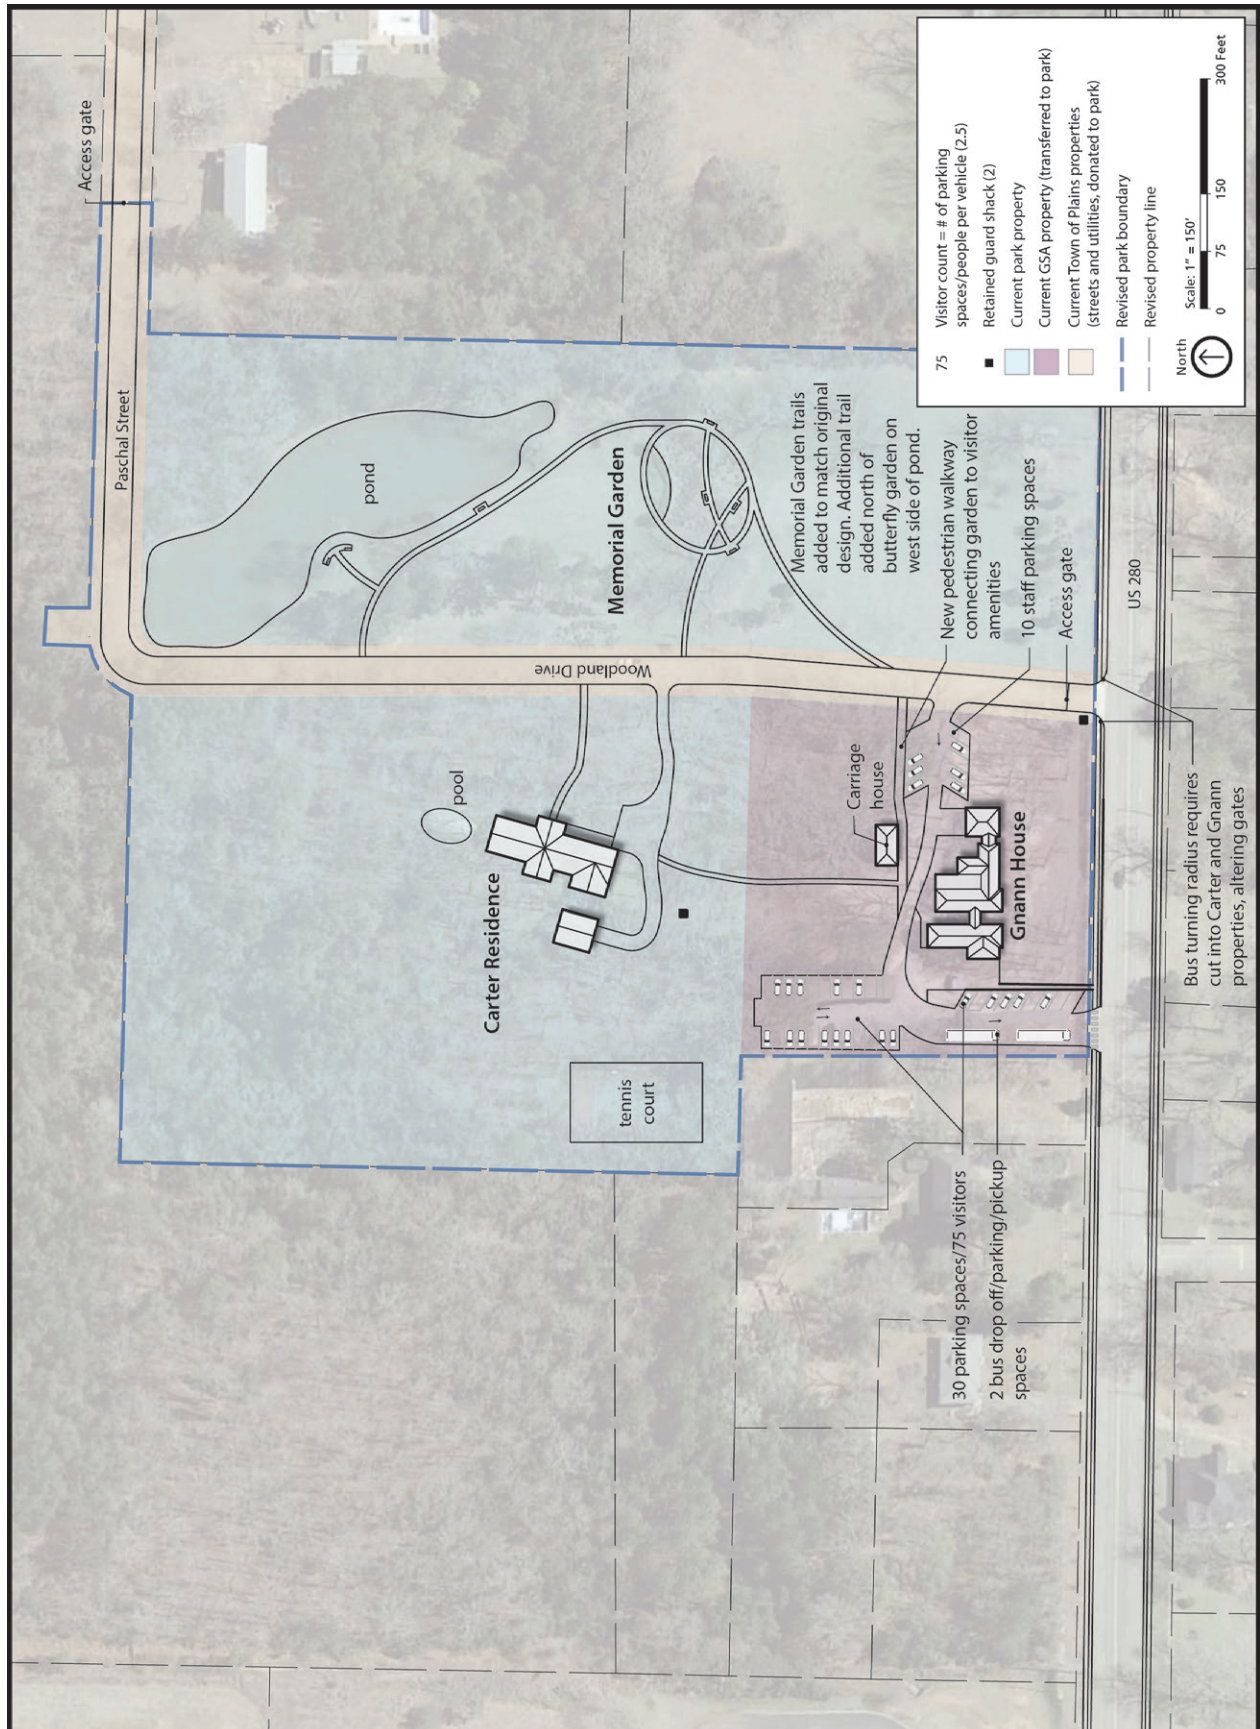 Access gate
Paschal Street
pond
Memorial Garden
Memorial Garden trails
added to match original
design. Additional trail
added north of
butterfly garden on
west side of pond.
Woodland Drive
New pedestrian walkway
connecting garden to visitor
amenities
10 staff parking spaces
Access gate
US 280
pool
Carter Residence
Carriage
house
Gnann House
tennis
court
30 parking spaces/75 visitors
2 bus drop off/parking/pickup
spaces
Bus turning radius requires
cut into Carter and Gnann
properties, altering gates
75
Visitor count = # of parking
spaces/people per vehicle (2.5)
Retained guard shack (2)
Current park property
Current GSA property (transferred to park)
Current Town of Plains properties
(streets and utilities, donated to park)
Revised park boundary
Revised property line
North
Scale: 1" = 150'
0 75 150 300 Feet